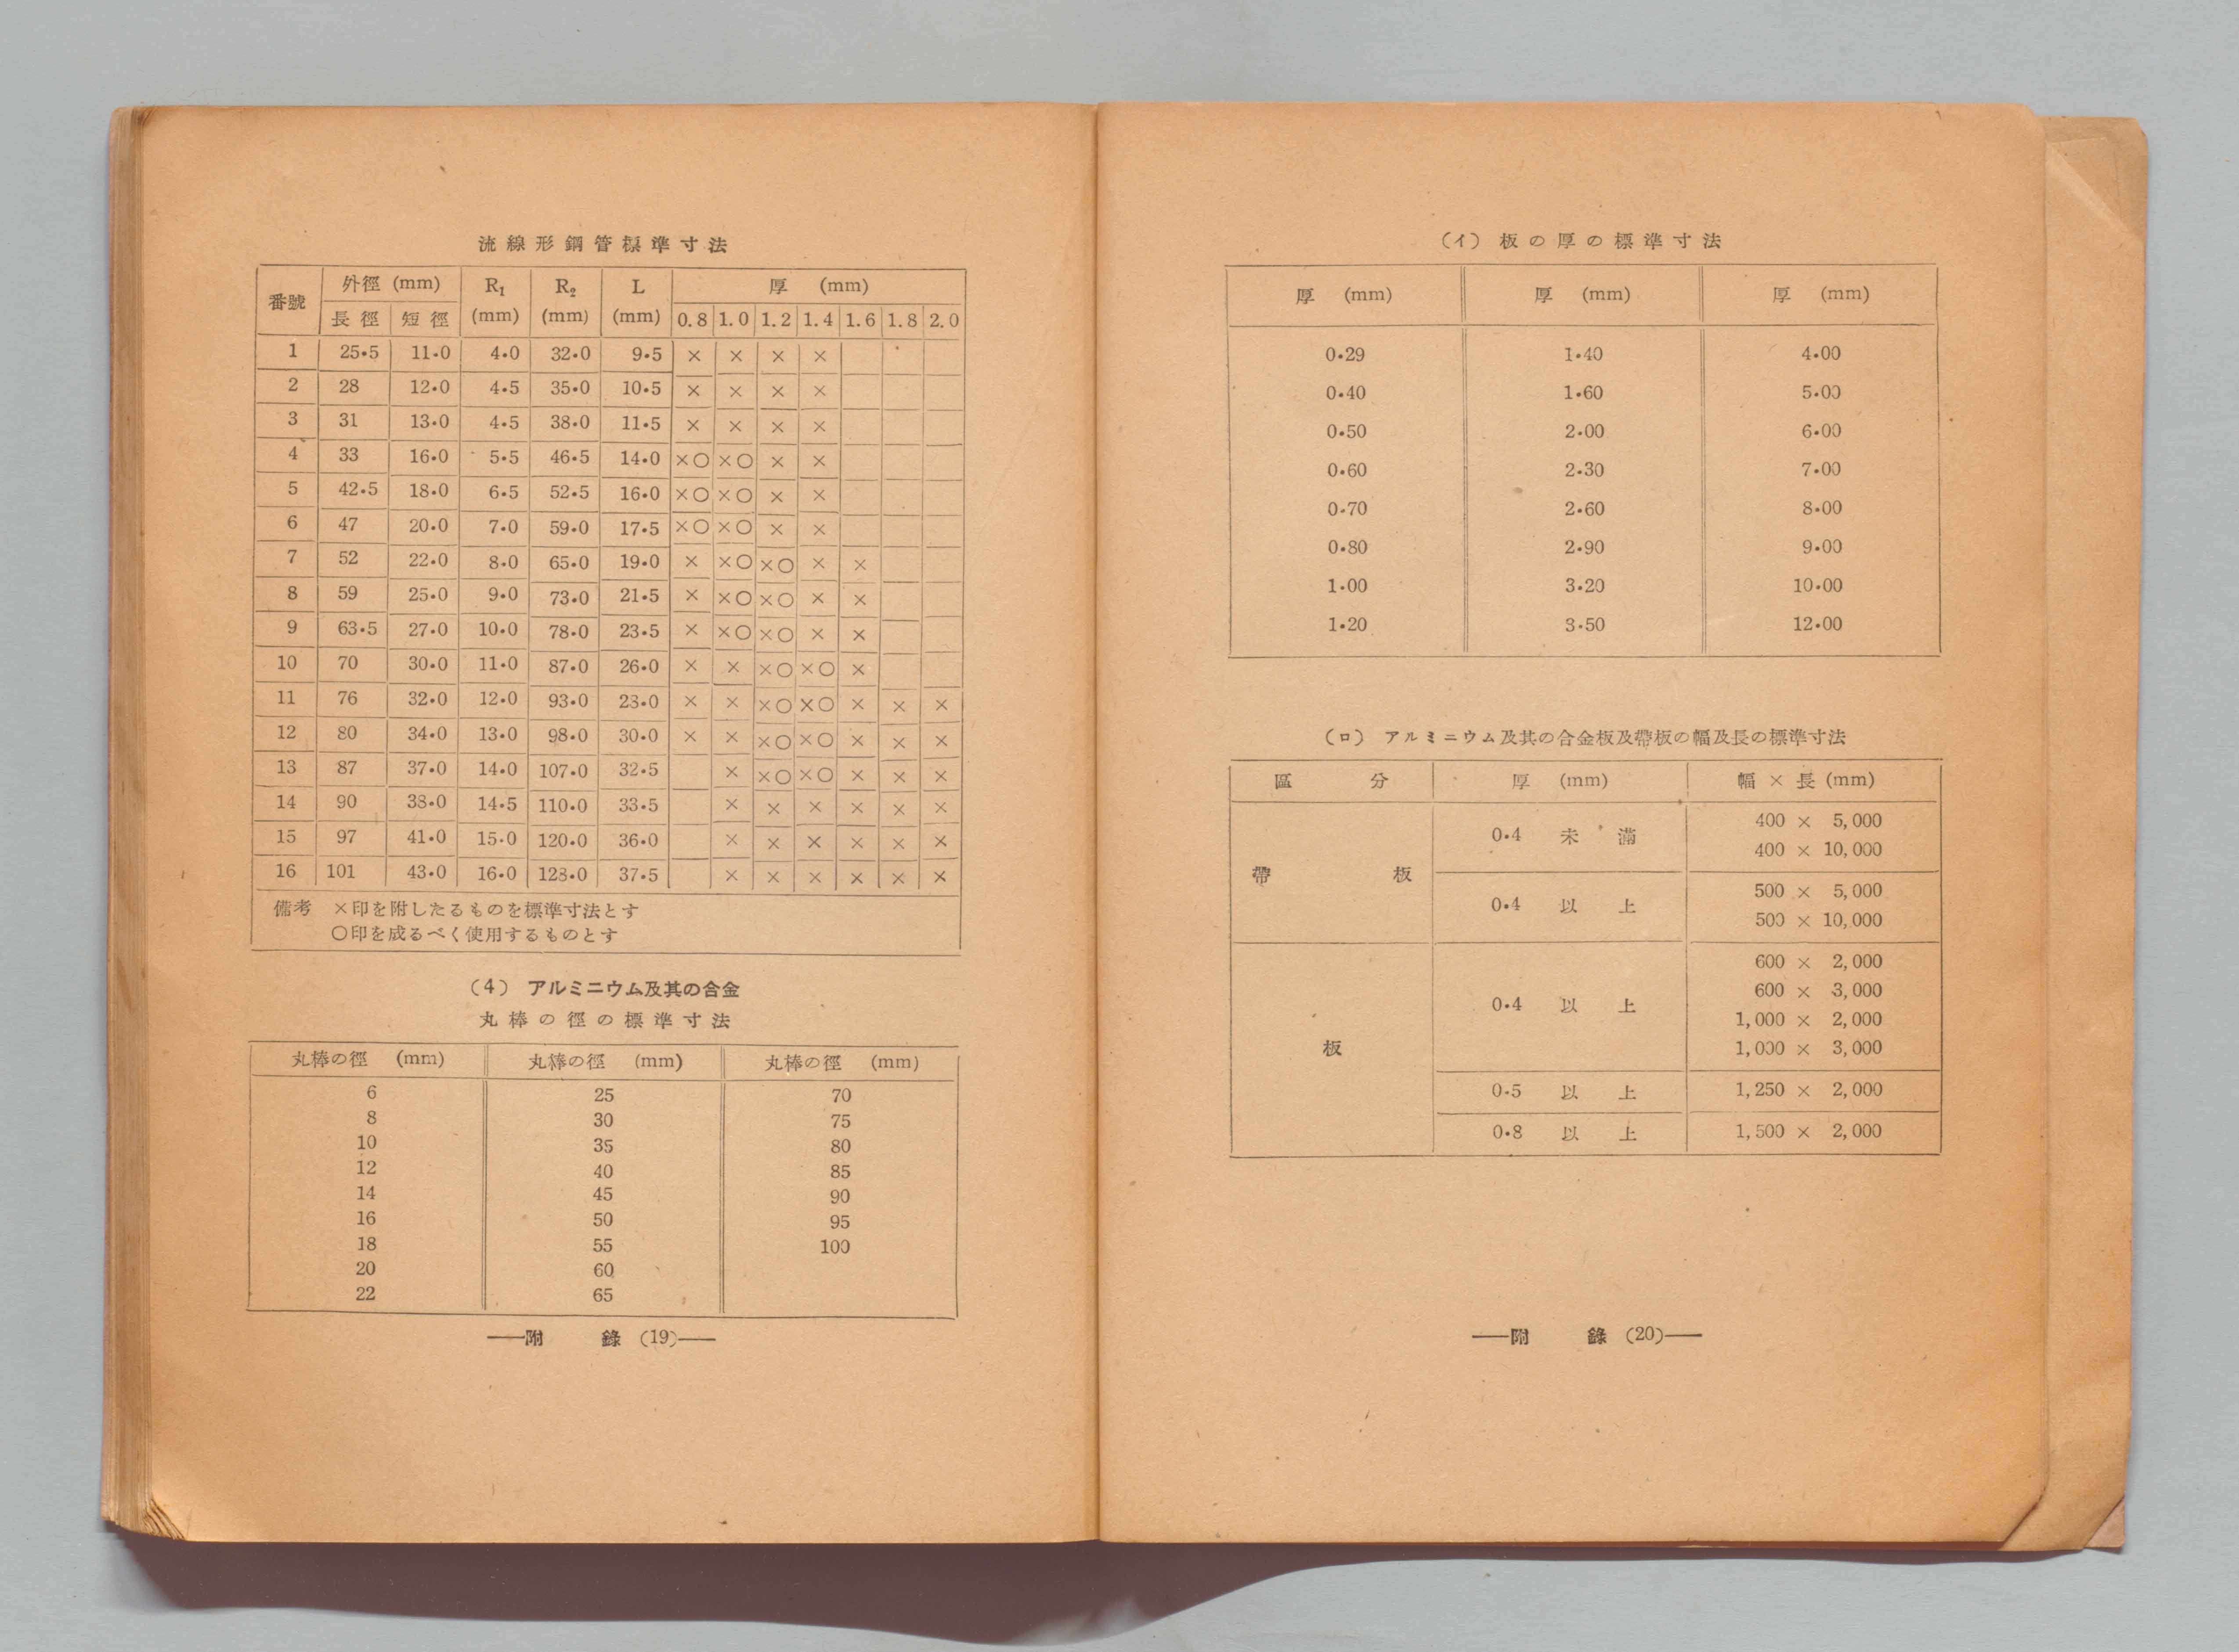 流線形鋼管標準寸法
番號 外徑 (mm) R₁ (mm) R₂ (mm) L (mm) 厚 (mm)
長徑 短徑 0.8 1.0 1.2 1.4 1.6 1.8 2.0
1 25·5 11·0 4·0 32·0 9·5 × × × ×
2 28 12·0 4·5 35·0 10·5 × × × ×
3 31 13·0 4·5 38·0 11·5 × × × ×
4 33 16·0 5·5 46·5 14·0 ×○ ×○ × ×
5 42·5 18·0 6·5 52·5 16·0 ×○ ×○ × ×
6 47 20·0 7·0 59·0 17·5 ×○ ×○ × ×
7 52 22·0 8·0 65·0 19·0 × ×○ ×○ × ×
8 59 25·0 9·0 73·0 21·5 × ×○ ×○ × ×
9 63·5 27·0 10·0 78·0 23·5 × ×○ ×○ × ×
10 70 30·0 11·0 87·0 26·0 × × ×○ ×○ ×
11 76 32·0 12·0 93·0 28·0 × × ×○ ×○ × × ×
12 80 34·0 13·0 98·0 30·0 × × ×○ ×○ × × ×
13 87 37·0 14·0 107·0 32·5 × ×○ ×○ × × ×
14 90 38·0 14·5 110·0 33·5 × × × × × ×
15 97 41·0 15·0 120·0 36·0 × × × × × ×
16 101 43·0 16·0 128·0 37·5 × × × × × ×
備考 ×印を附したるものを標準寸法とす
○印を成るべく使用するものとす
(4) アルミニウム及其の合金
丸棒の徑の標準寸法
丸棒の徑 (mm) 丸棒の徑 (mm) 丸棒の徑 (mm)
6 25 70
8 30 75
10 35 80
12 40 85
14 45 90
16 50 95
18 55 100
20 60
22 65
——附 錄 (19)——
(イ) 板の厚の標準寸法
厚 (mm) 厚 (mm) 厚 (mm)
0·29 1·40 4·00
0·40 1·60 5·00
0·50 2·00 6·00
0·60 2·30 7·00
0·70 2·60 8·00
0·80 2·90 9·00
1·00 3·20 10·00
1·20 3·50 12·00
(ロ) アルミニウム及其の合金板及帶板の幅及長の標準寸法
區 分 厚 (mm) 幅 × 長 (mm)
帶 板 0·4 未 滿 400 × 5,000
400 × 10,000
0·4 以 上 500 × 5,000
500 × 10,000
板 0·4 以 上 600 × 2,000
600 × 3,000
1,000 × 2,000
1,000 × 3,000
0·5 以 上 1,250 × 2,000
0·8 以 上 1,500 × 2,000
——附 錄 (20)——